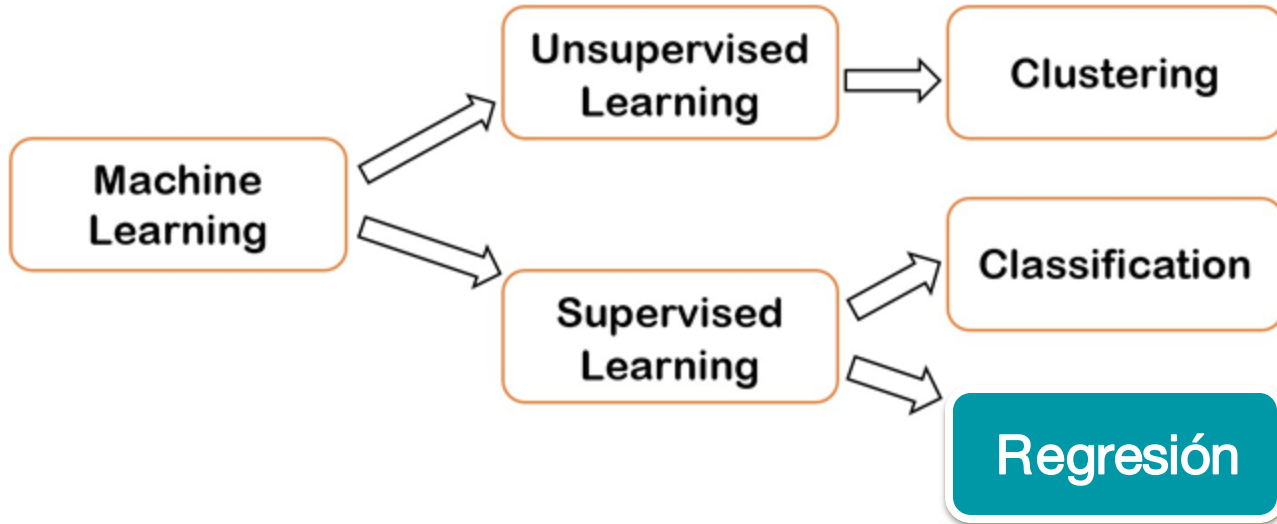 Unsupervised
Learning
Clustering
Machine
Learning
Classification
Supervised
Learning
Regresión